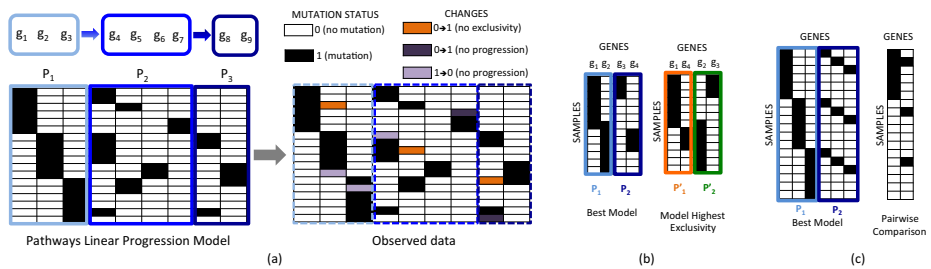 g1 g2 g3
g4 g5 g6 g7
g8 g9
P1
P2
P3
Pathways Linear Progression Model
MUTATION STATUS
0 (no mutation)
1 (mutation)
CHANGES
0→1 (no exclusivity)
0→1 (no progression)
1→0 (no progression)
Observed data
(a)
GENES
g1 g2 g3 g4
SAMPLES
P1
P2
Best Model
g1 g4 g2 g3
SAMPLES
P'1
P'2
Model Highest
Exclusivity
(b)
GENES
SAMPLES
P1
P2
Best Model
GENES
SAMPLES
Pairwise
Comparison
(c)